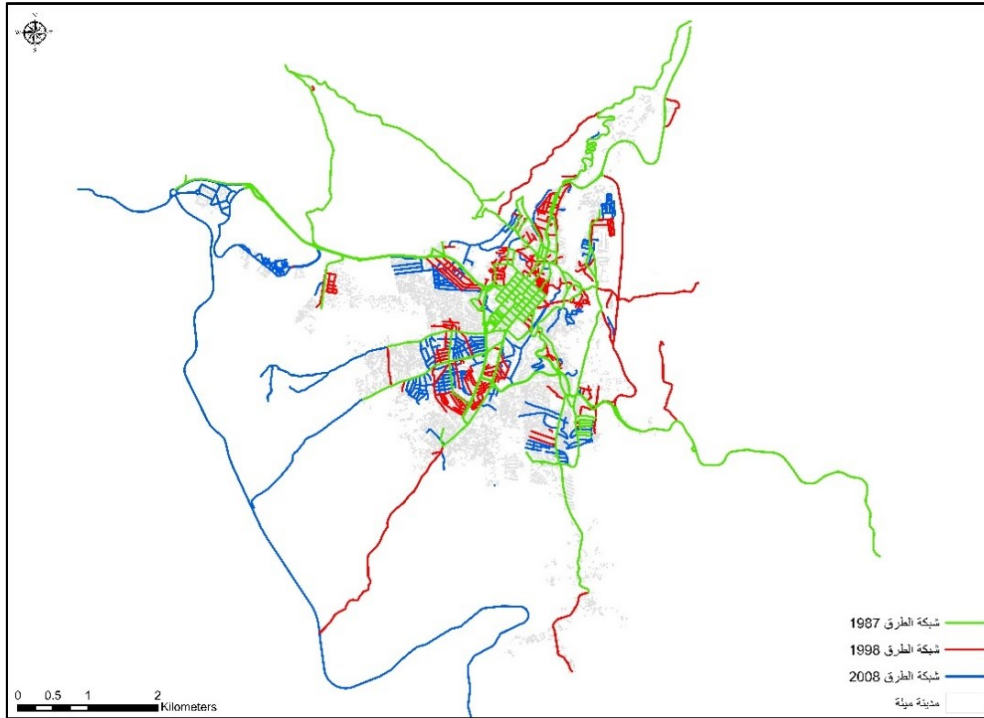 N
W
E
S
شبكة الطرق 1987
شبكة الطرق 1998
شبكة الطرق 2008
مدينة ميلة
0 0.5 1 2
Kilometers